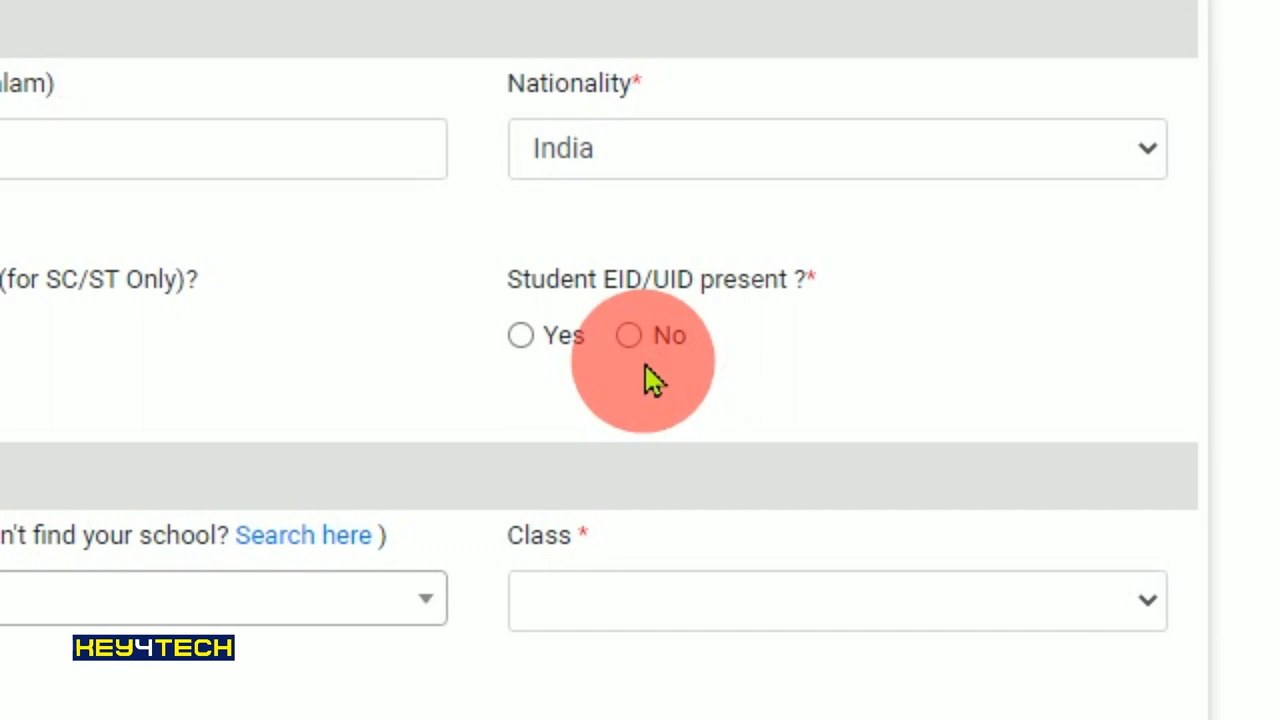 alam)
Nationality*
India
(for SC/ST Only)?
Student EID/UID present ?*
Yes
No
n't find your school? Search here )
Class *
KEY4TECH